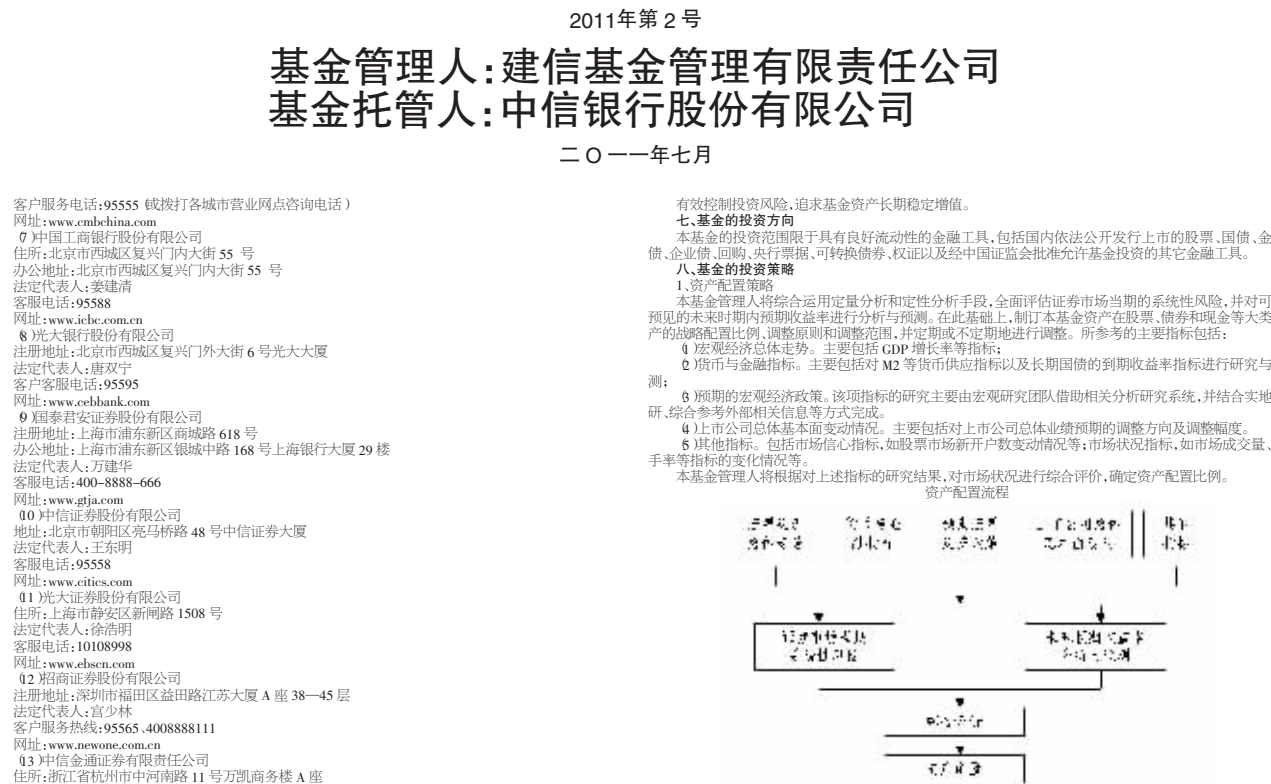 2011年第2号
基金管理人:建信基金管理有限责任公司
基金托管人:中信银行股份有限公司
二O一一年七月
客户服务电话:95555(或拨打各城市营业网点咨询电话)
网址:www.cmbchina.com
(7)中国工商银行股份有限公司
住所:北京市西城区复兴门内大街55 号
办公地址:北京市西城区复兴门内大街55 号
法定代表人:姜建清
客服电话:95588
网址:www.icbc.com.cn
(8)光大银行股份有限公司
注册地址:北京市西城区复兴门外大街6号光大大厦
法定代表人:唐双宁
客户客服电话:95595
网址:www.cebbank.com
(9)国泰君安证券股份有限公司
注册地址:上海市浦东新区商城路618号
办公地址:上海市浦东新区银城中路168号上海银行大厦29楼
法定代表人:万建华
客服电话:400-8888-666
网址:www.gtja.com
(10)中信证券股份有限公司
地址:北京市朝阳区亮马桥路48号中信证券大厦
法定代表人:王东明
客服电话:95558
网址:www.citics.com
(11)光大证券股份有限公司
住所:上海市静安区新闸路1508号
法定代表人:徐浩明
客服电话:10108998
网址:www.ebscn.com
(12)招商证券股份有限公司
注册地址:深圳市福田区益田路江苏大厦A座38—45层
法定代表人:宫少林
客户服务热线:95565、4008888111
网址:www.newone.com.cn
(13)中信金通证券有限责任公司
住所:浙江省杭州市中河南路11号万凯商务楼A座
有效控制投资风险,追求基金资产长期稳定增值。
七、基金的投资方向
本基金的投资范围限于具有良好流动性的金融工具,包括国内依法公开发行上市的股票、国债、金
债、企业债、回购、央行票据、可转换债券、权证以及经中国证监会批准允许基金投资的其它金融工具。
八、基金的投资策略
1、资产配置策略
本基金管理人将综合运用定量分析和定性分析手段,全面评估证券市场当期的系统性风险,并对可
预见的未来时期内预期收益率进行分析与预测。在此基础上,制订本基金资产在股票、债券和现金等大类
产的战略配置比例、调整原则和调整范围,并定期或不定期地进行调整。所参考的主要指标包括:
(1)宏观经济总体走势。主要包括GDP增长率等指标;
(2)货币与金融指标。主要包括对M2等货币供应指标以及长期国债的到期收益率指标进行研究与
测;
(3)预期的宏观经济政策。该项指标的研究主要由宏观研究团队借助相关分析研究系统,并结合实地
研、综合参考外部相关信息等方式完成。
(4)上市公司总体基本面变动情况。主要包括对上市公司总体业绩预期的调整方向及调整幅度。
(5)其他指标。包括市场信心指标,如股票市场新开户数变动情况等;市场状况指标,如市场成交量、
手率等指标的变化情况等。
本基金管理人将根据对上述指标的研究结果,对市场状况进行综合评价,确定资产配置比例。
资产配置流程